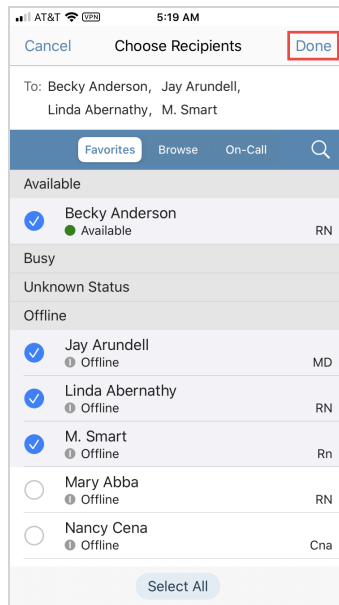 AT&T VPN 5:19 AM
Cancel Choose Recipients Done
To: Becky Anderson, Jay Arundell,
Linda Abernathy, M. Smart
Favorites Browse On-Call
Available
Becky Anderson
Available RN
Busy
Unknown Status
Offline
Jay Arundell
Offline MD
Linda Abernathy
Offline RN
M. Smart
Offline Rn
Mary Abba
Offline RN
Nancy Cena
Offline Cna
Select All